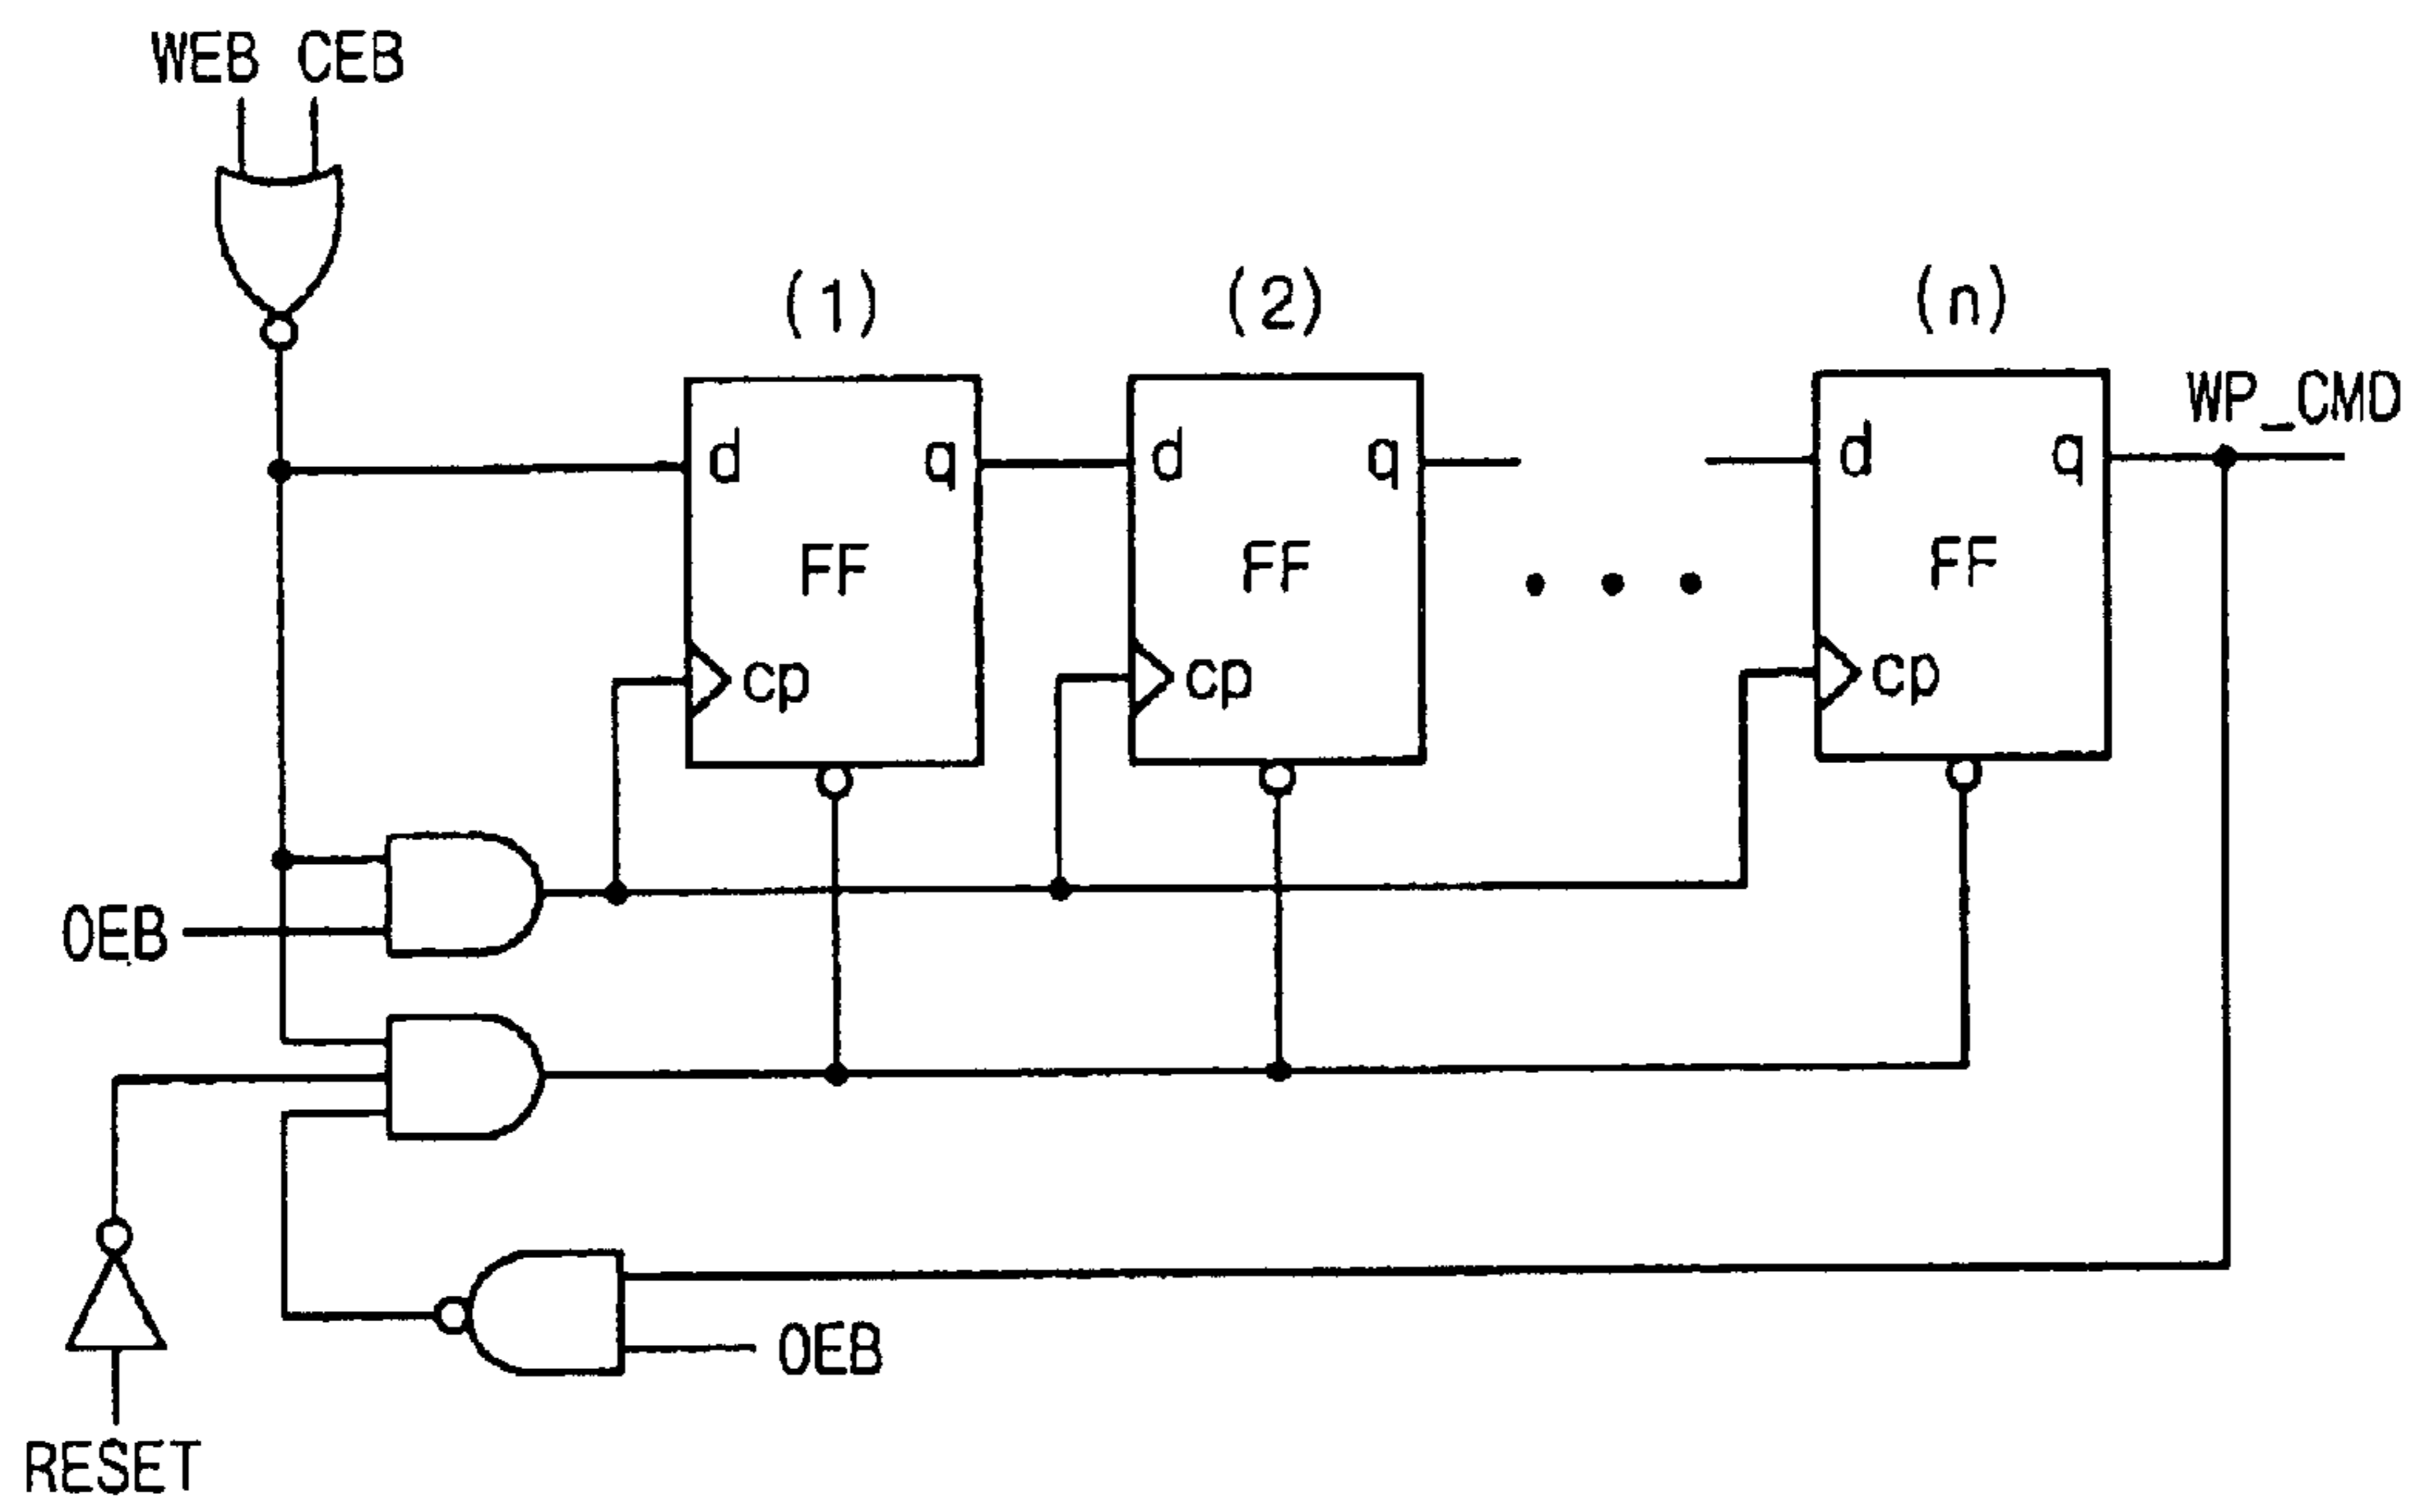 WEB CEB
(1) (2) (n)
WP_CMD
d q d q d q
FF FF FF
cp cp cp
OEB
OEB
RESET